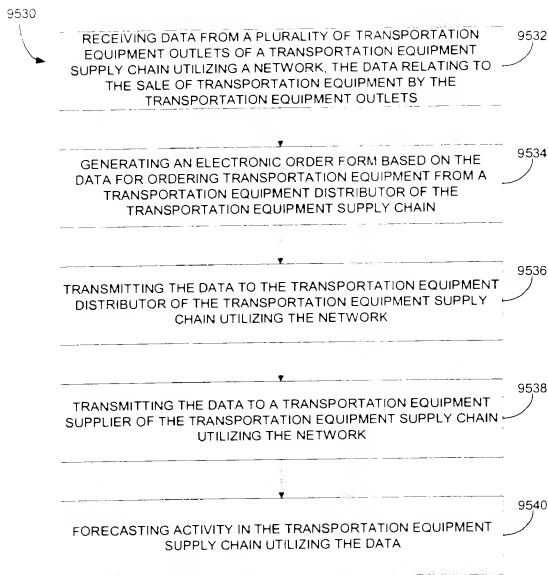 9530
RECEIVING DATA FROM A PLURALITY OF TRANSPORTATION
EQUIPMENT OUTLETS OF A TRANSPORTATION EQUIPMENT
SUPPLY CHAIN UTILIZING A NETWORK, THE DATA RELATING TO
THE SALE OF TRANSPORTATION EQUIPMENT BY THE
TRANSPORTATION EQUIPMENT OUTLETS
9532
GENERATING AN ELECTRONIC ORDER FORM BASED ON THE
DATA FOR ORDERING TRANSPORTATION EQUIPMENT FROM A
TRANSPORTATION EQUIPMENT DISTRIBUTOR OF THE
TRANSPORTATION EQUIPMENT SUPPLY CHAIN
9534
TRANSMITTING THE DATA TO THE TRANSPORTATION EQUIPMENT
DISTRIBUTOR OF THE TRANSPORTATION EQUIPMENT SUPPLY
CHAIN UTILIZING THE NETWORK
9536
TRANSMITTING THE DATA TO A TRANSPORTATION EQUIPMENT
SUPPLIER OF THE TRANSPORTATION EQUIPMENT SUPPLY CHAIN
UTILIZING THE NETWORK
9538
FORECASTING ACTIVITY IN THE TRANSPORTATION EQUIPMENT
SUPPLY CHAIN UTILIZING THE DATA
9540